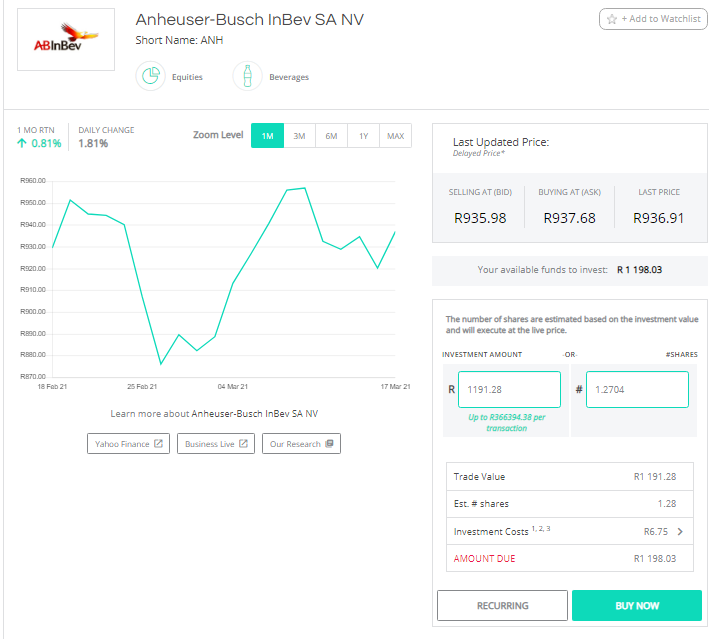 ABInBev
Anheuser-Busch InBev SA NV
Short Name: ANH
Equities
Beverages
+ Add to Watchlist
1 MO RTN
0.81%
DAILY CHANGE
1.81%
Zoom Level
1M
3M
6M
1Y
MAX
R960.00
R950.00
R940.00
R930.00
R920.00
R910.00
R900.00
R890.00
R880.00
R870.00
18 Feb 21
25 Feb 21
04 Mar 21
17 Mar 21
Learn more about Anheuser-Busch InBev SA NV
Yahoo Finance
Business Live
Our Research
Last Updated Price:
Delayed Price*
SELLING AT (BID)
R935.98
BUYING AT (ASK)
R937.68
LAST PRICE
R936.91
Your available funds to invest: R 1 198.03
The number of shares are estimated based on the investment value
and will execute at the live price.
INVESTMENT AMOUNT
-OR-
#SHARES
R
1191.28
#
1.2704
Up to R366394.38 per
transaction
Trade Value
R1 191.28
Est. # shares
1.28
Investment Costs 1, 2, 3
R6.75
AMOUNT DUE
R1 198.03
RECURRING
BUY NOW